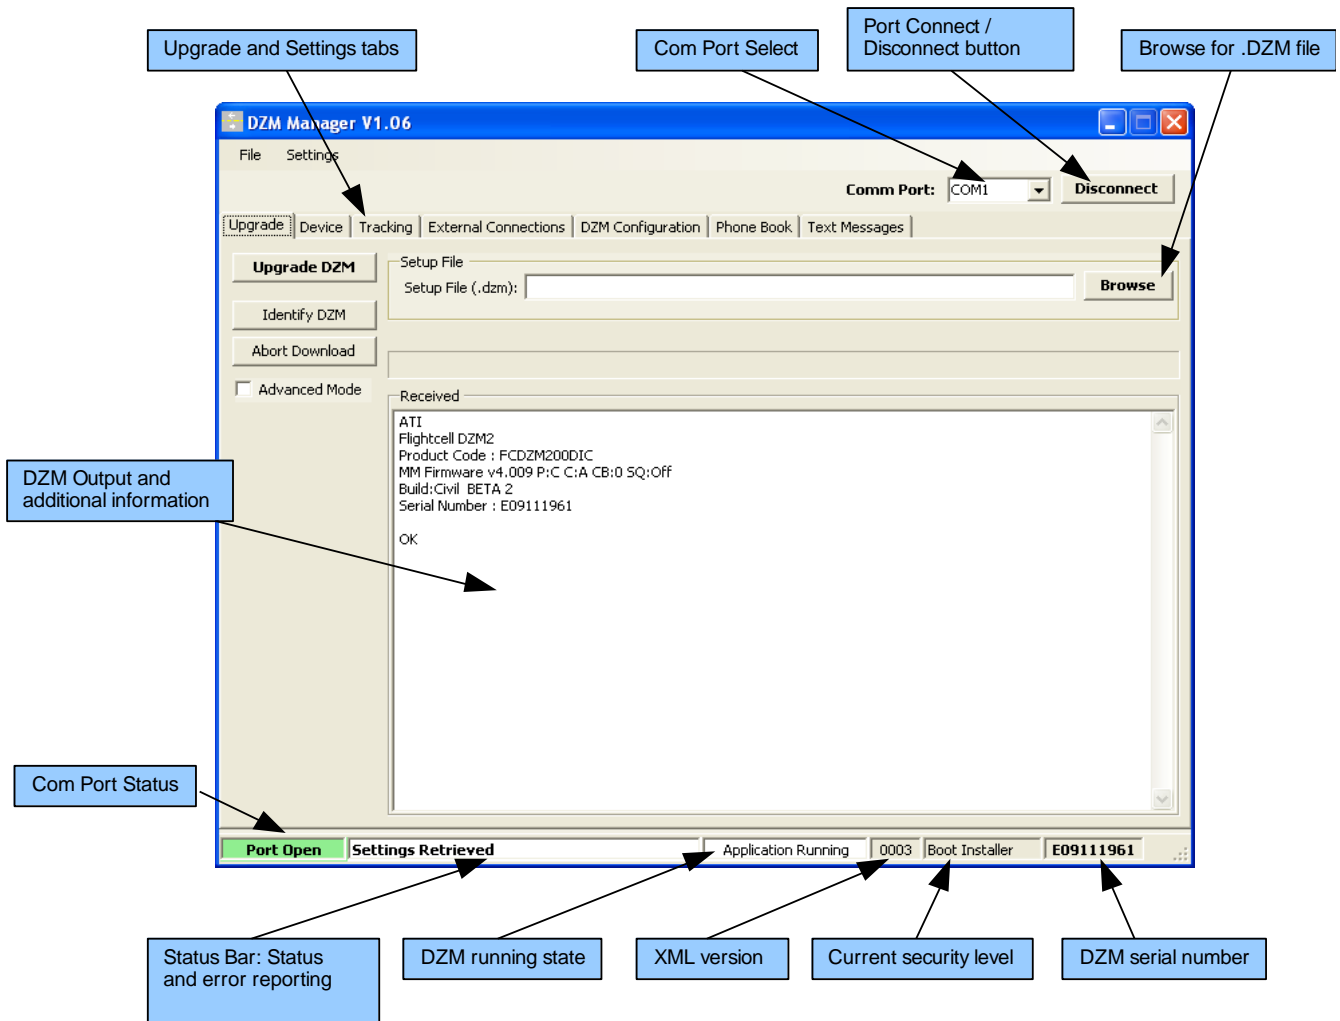 Upgrade and Settings tabs
Com Port Select
Port Connect /
Disconnect button
Browse for .DZM file
DZM Manager V1.06
File Settings
Comm Port: COM1 Disconnect
Upgrade Device Tracking External Connections DZM Configuration Phone Book Text Messages
Upgrade DZM
Setup File
Setup File (.dzm): Browse
Identify DZM
Abort Download
Advanced Mode
Received
ATI
Flightcell DZM2
Product Code : FCDZM200DIC
MM Firmware v4.009 P:C C:A CB:0 SQ:Off
Build:Civil BETA 2
Serial Number : E09111961
OK
DZM Output and
additional information
Com Port Status
Port Open Settings Retrieved Application Running 0003 Boot Installer E09111961
Status Bar: Status
and error reporting
DZM running state
XML version
Current security level
DZM serial number